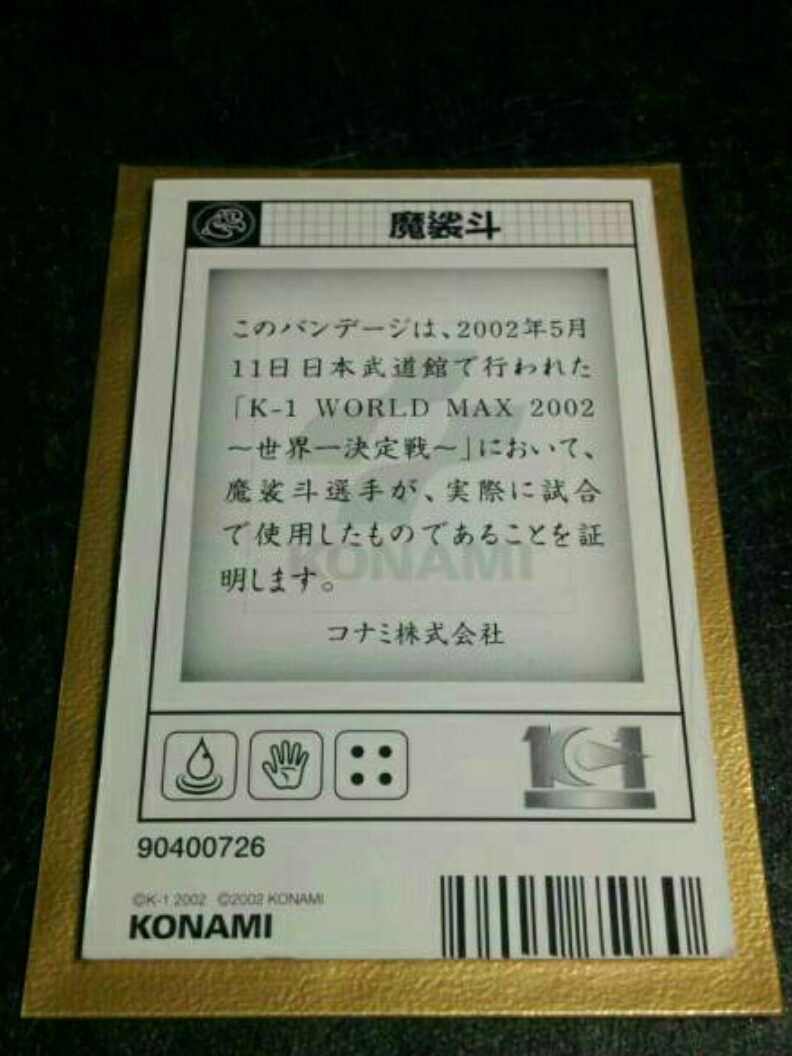 魔裟斗
このバンデージは、2002年5月
11日日本武道館で行われた
「K-1 WORLD MAX 2002
〜世界一決定戦〜」において、
魔裟斗選手が、実際に試合
で使用したものであることを証
明します。
KONAMI
コナミ株式会社
K-1
90400726
©K-1 2002 ©2002 KONAMI
KONAMI